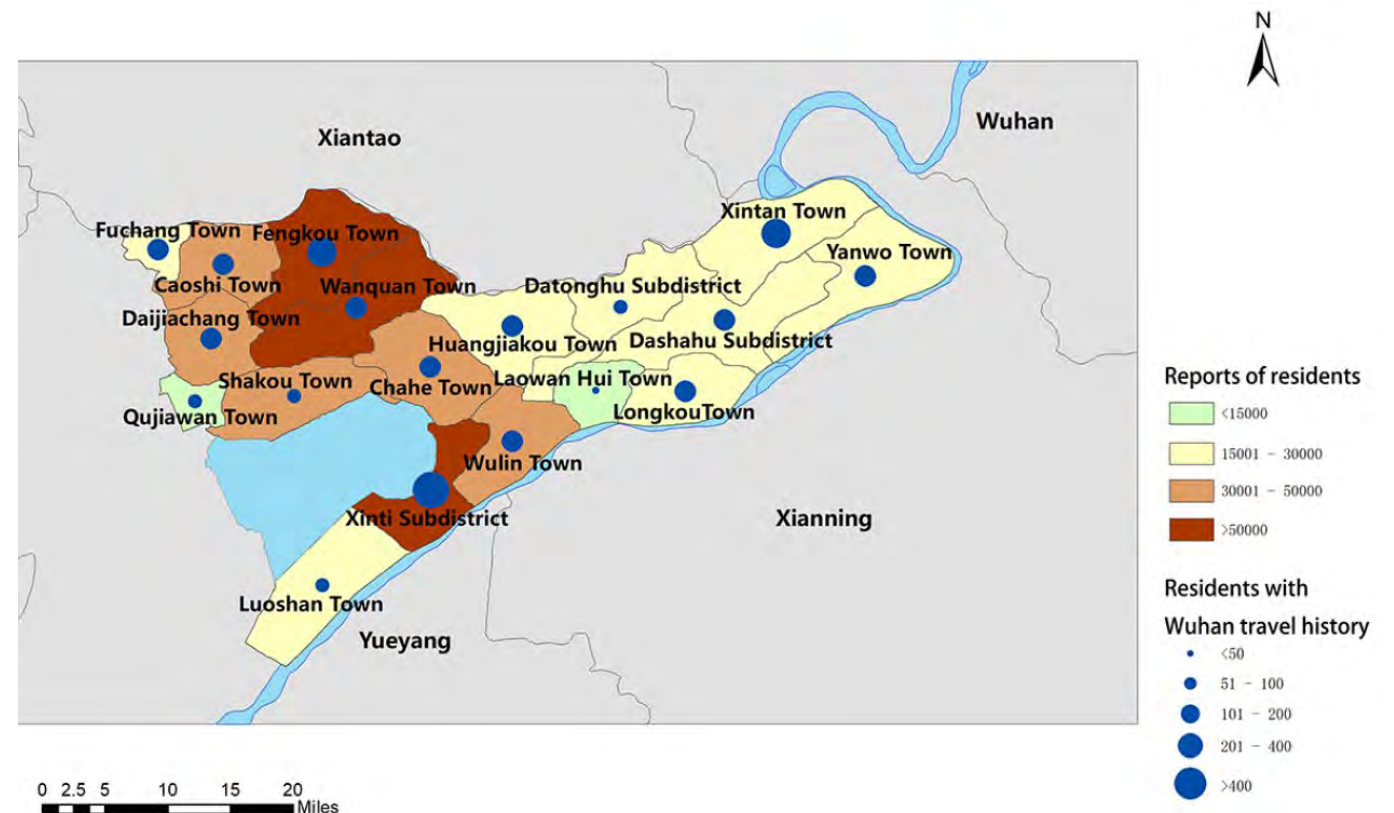 N
Wuhan
Xiantao
Xintan Town
Fuchang Town
Fengkou Town
Yanwo Town
Caoshi Town
Wanquan Town
Datonghu Subdistrict
Daijiachang Town
Huangjiakou Town
Dashahu Subdistrict
Shakou Town
Chahe Town
Laowan Hui Town
Qujiawan Town
LongkouTown
Wulin Town
Xinti Subdistrict
Xianning
Luoshan Town
Yueyang
Reports of residents
<15000
15001 - 30000
30001 - 50000
>50000
Residents with
Wuhan travel history
<50
51 - 100
101 - 200
201 - 400
>400
0 2.5 5 10 15 20
Miles